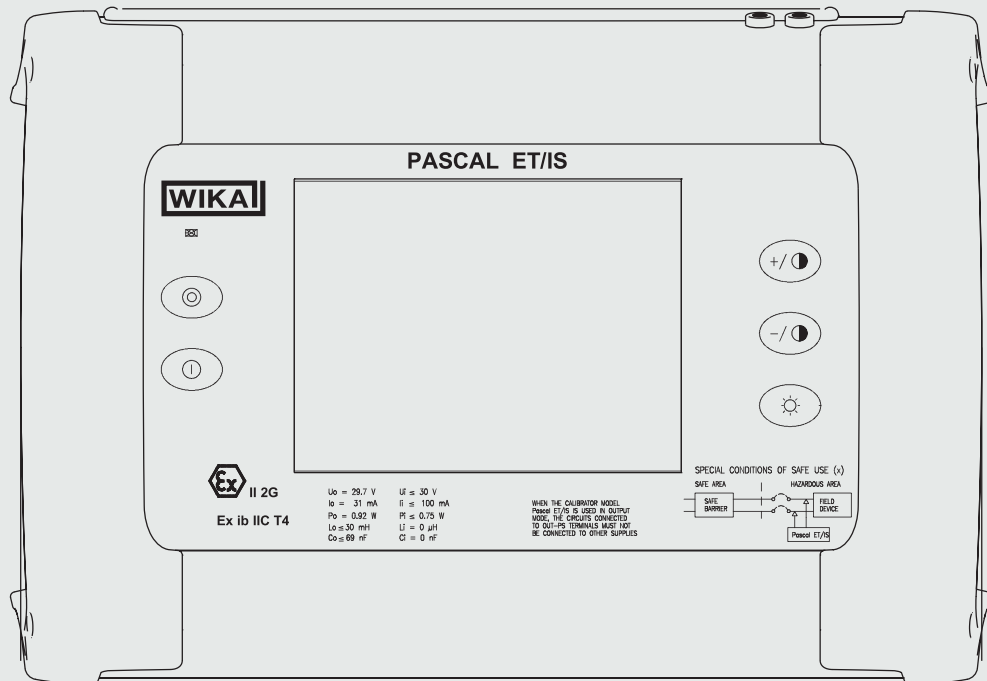 PASCAL ET/IS
WIKA
+/
-/
Ex II 2G
Ex ib IIC T4
Uo = 29.7 V
Io = 31 mA
Po = 0.92 W
Lo ≤ 30 mH
Co ≤ 69 nF
Ui ≤ 30 V
Ii ≤ 100 mA
Pi ≤ 0.75 W
Li = 0 µH
Ci = 0 nF
WHEN THE CALIBRATOR MODEL
Pascal ET/IS IS USED IN OUTPUT
MODE, THE CIRCUITS CONNECTED
TO OUT-PS TERMINALS MUST NOT
BE CONNECTED TO OTHER SUPPLIES
SPECIAL CONDITIONS OF SAFE USE (x)
SAFE AREA
HAZARDOUS AREA
SAFE
BARRIER
FIELD
DEVICE
Pascal ET/IS